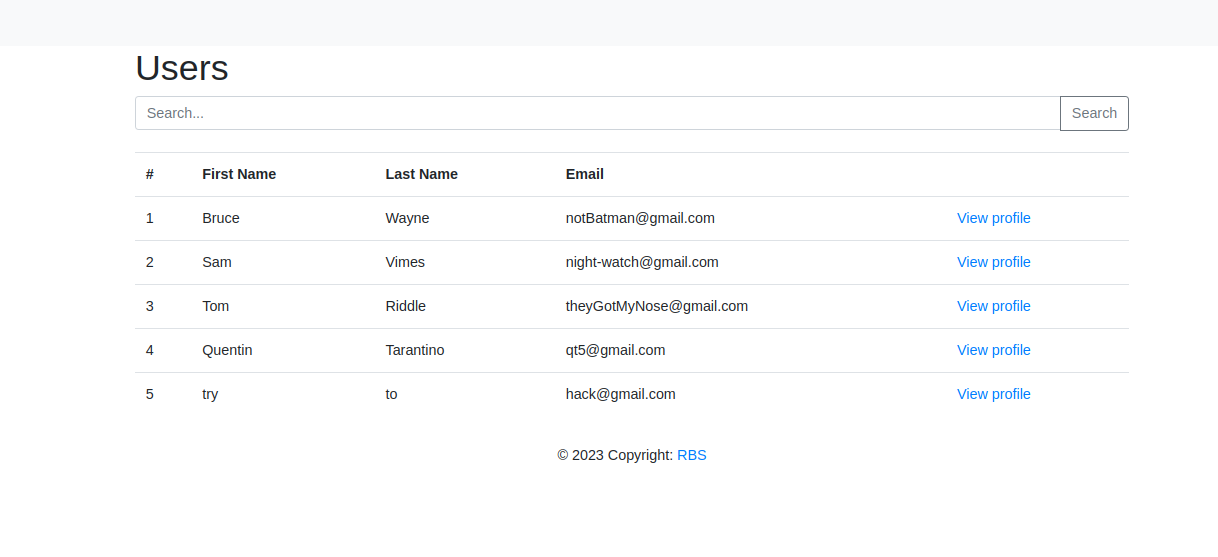 Users
Search... Search
# First Name Last Name Email
1 Bruce Wayne notBatman@gmail.com View profile
2 Sam Vimes night-watch@gmail.com View profile
3 Tom Riddle theyGotMyNose@gmail.com View profile
4 Quentin Tarantino qt5@gmail.com View profile
5 try to hack@gmail.com View profile
© 2023 Copyright: RBS